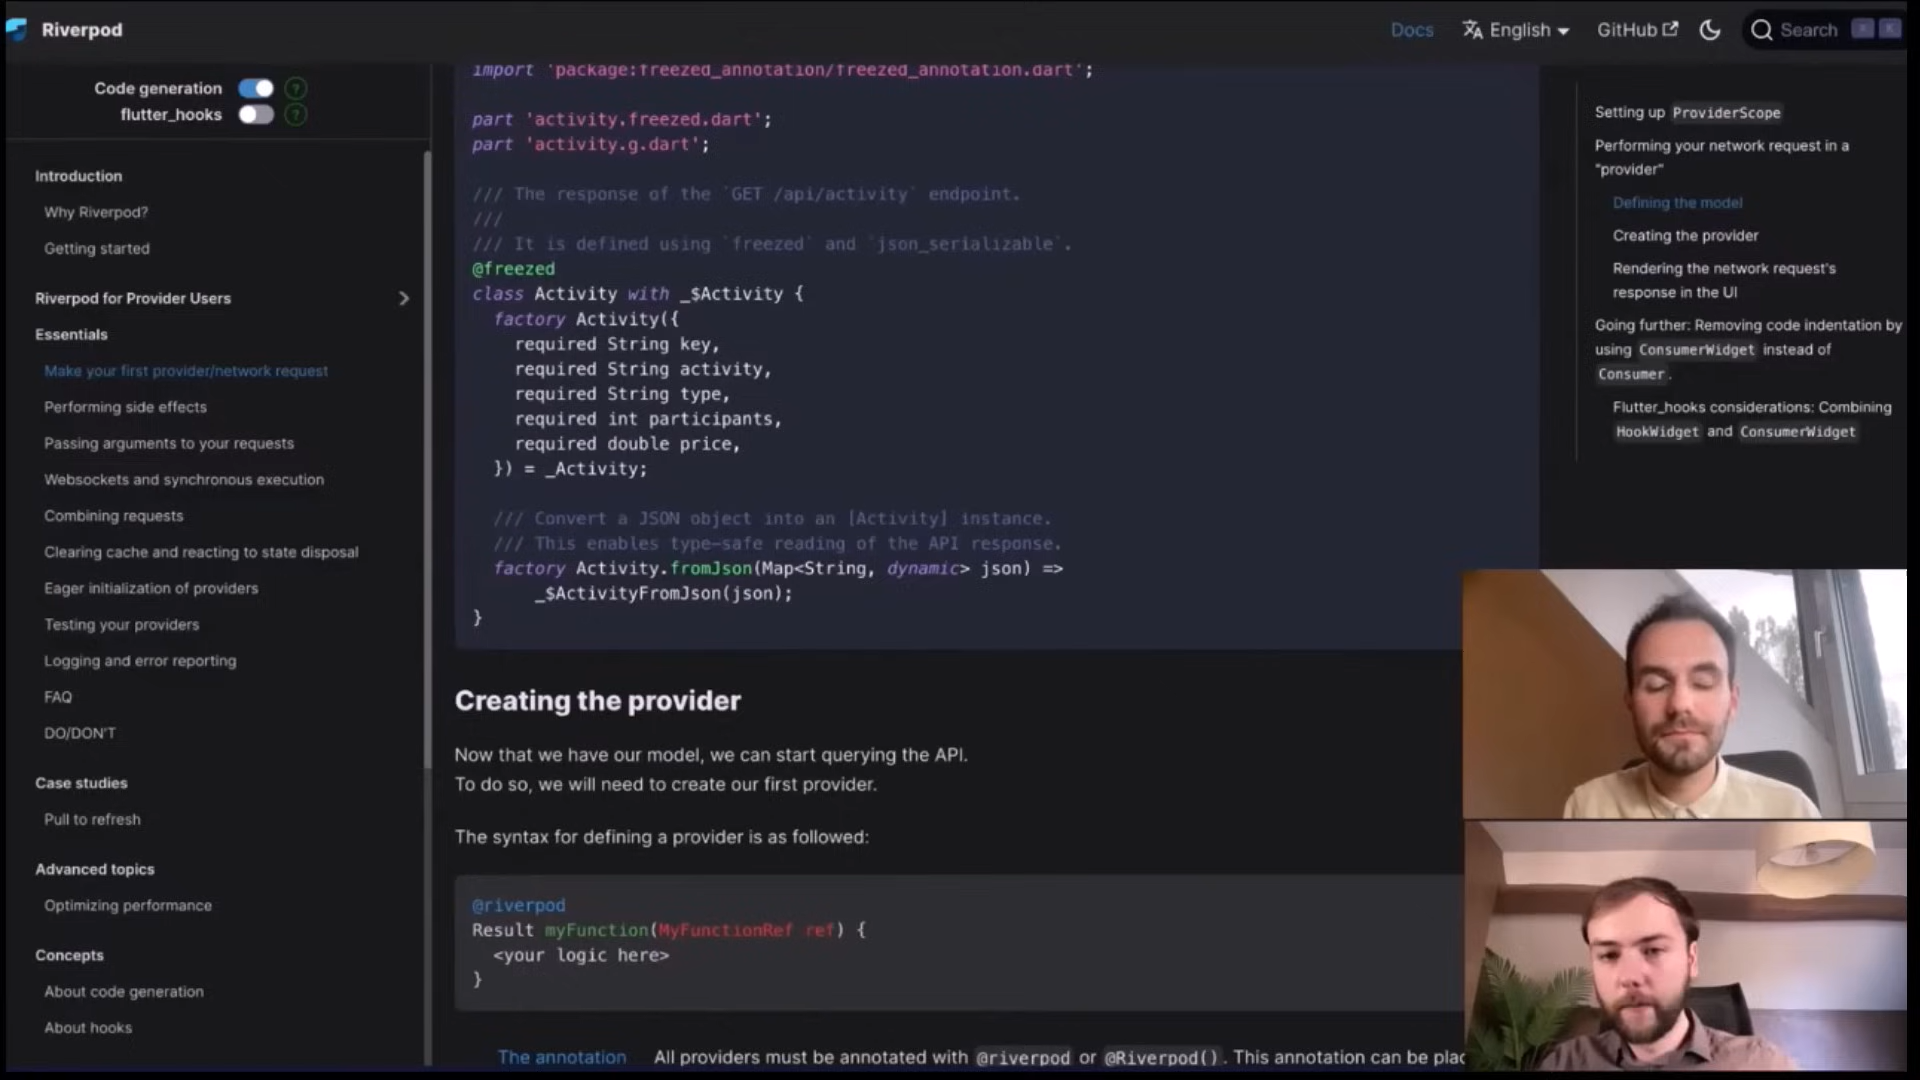 Riverpod
Docs
English
GitHub
Search
Code generation ?
flutter_hooks ?
Introduction
Why Riverpod?
Getting started
Riverpod for Provider Users
Essentials
Make your first provider/network request
Performing side effects
Passing arguments to your requests
Websockets and synchronous execution
Combining requests
Clearing cache and reacting to state disposal
Eager initialization of providers
Testing your providers
Logging and error reporting
FAQ
DO/DON'T
Case studies
Pull to refresh
Advanced topics
Optimizing performance
Concepts
About code generation
About hooks
import 'package:freezed_annotation/freezed_annotation.dart';
part 'activity.freezed.dart';
part 'activity.g.dart';
/// The response of the `GET /api/activity` endpoint.
///
/// It is defined using `freezed` and `json_serializable`.
@freezed
class Activity with _$Activity {
factory Activity({
required String key,
required String activity,
required String type,
required int participants,
required double price,
}) = _Activity;
/// Convert a JSON object into an [Activity] instance.
/// This enables type-safe reading of the API response.
factory Activity.fromJson(Map<String, dynamic> json) =>
_$ActivityFromJson(json);
}
Creating the provider
Now that we have our model, we can start querying the API.
To do so, we will need to create our first provider.
The syntax for defining a provider is as followed:
@riverpod
Result myFunction(MyFunctionRef ref) {
<your logic here>
}
The annotation All providers must be annotated with @riverpod or @Riverpod(). This annotation can be plac
Setting up ProviderScope
Performing your network request in a
"provider"
Defining the model
Creating the provider
Rendering the network request's
response in the UI
Going further: Removing code indentation by
using ConsumerWidget instead of
Consumer.
Flutter_hooks considerations: Combining
HookWidget and ConsumerWidget